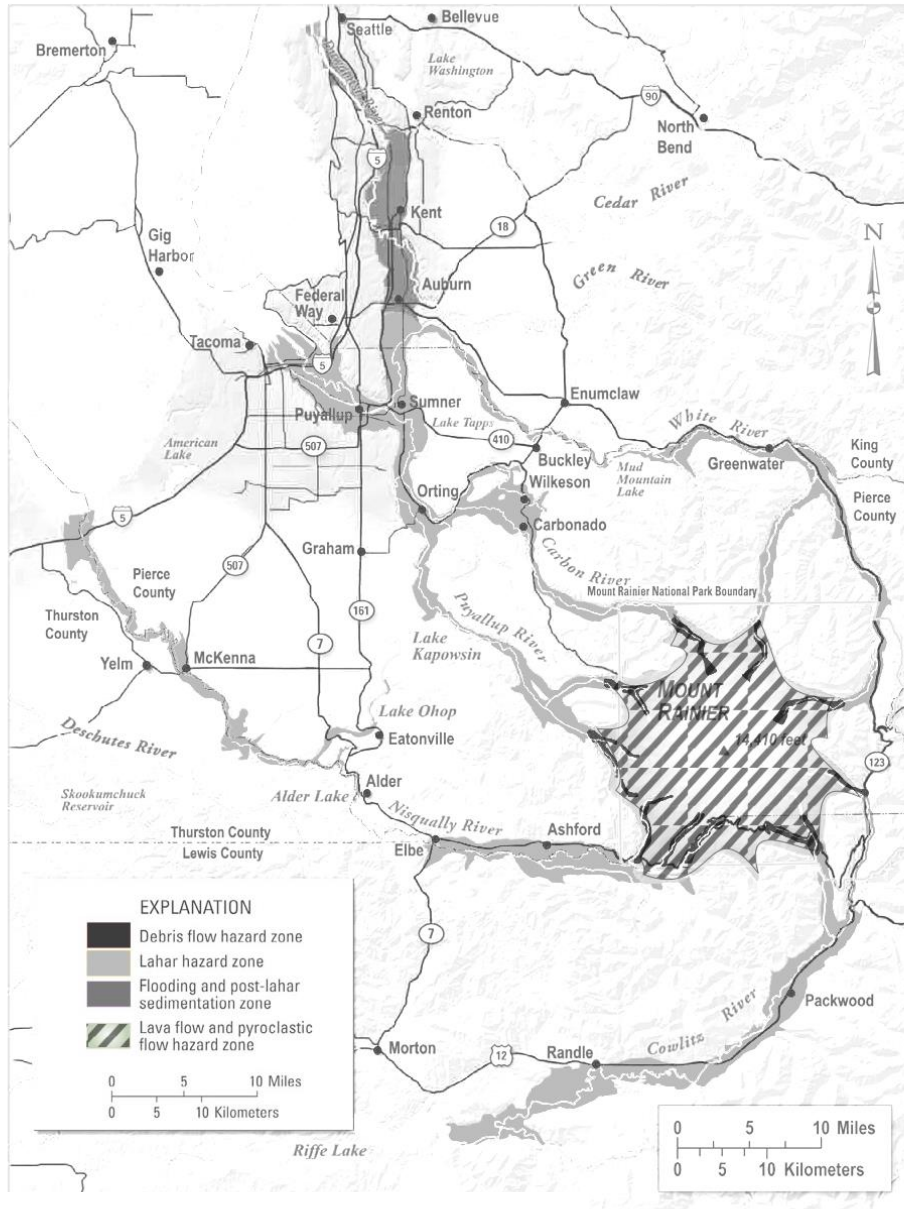 Seattle
Bellevue
Bremerton
Lake
Washington
Duwamish River
Renton
90
North
Bend
5
Cedar River
Kent
18
N
Gig
Harbor
Green River
Auburn
Federal
Way
Tacoma
5
Enumclaw
Sumner
Puyallup
Lake Tapps
White River
American
Lake
507
410
Buckley
Greenwater
King
County
Wilkeson
Mud
Mountain
Lake
Pierce
County
Orting
Carbonado
5
Graham
Carbon River
507
Pierce
County
Mount Rainier National Park Boundary
Thurston
County
161
Puyallup River
7
Lake
Kapowsin
Yelm
McKenna
MOUNT
RAINIER
Lake Ohop
Deschutes River
Eatonville
14,410 feet
123
Skookumchuck
Reservoir
Alder
Alder Lake
Nisqually River
Thurston County
Lewis County
Elbe
Ashford
EXPLANATION
Debris flow hazard zone
Lahar hazard zone
Flooding and post-lahar
sedimentation zone
Lava flow and pyroclastic
flow hazard zone
0 5 10 Miles
0 5 10 Kilometers
7
Packwood
Cowlitz River
Morton
12
Randle
Riffe Lake
0 5 10 Miles
0 5 10 Kilometers